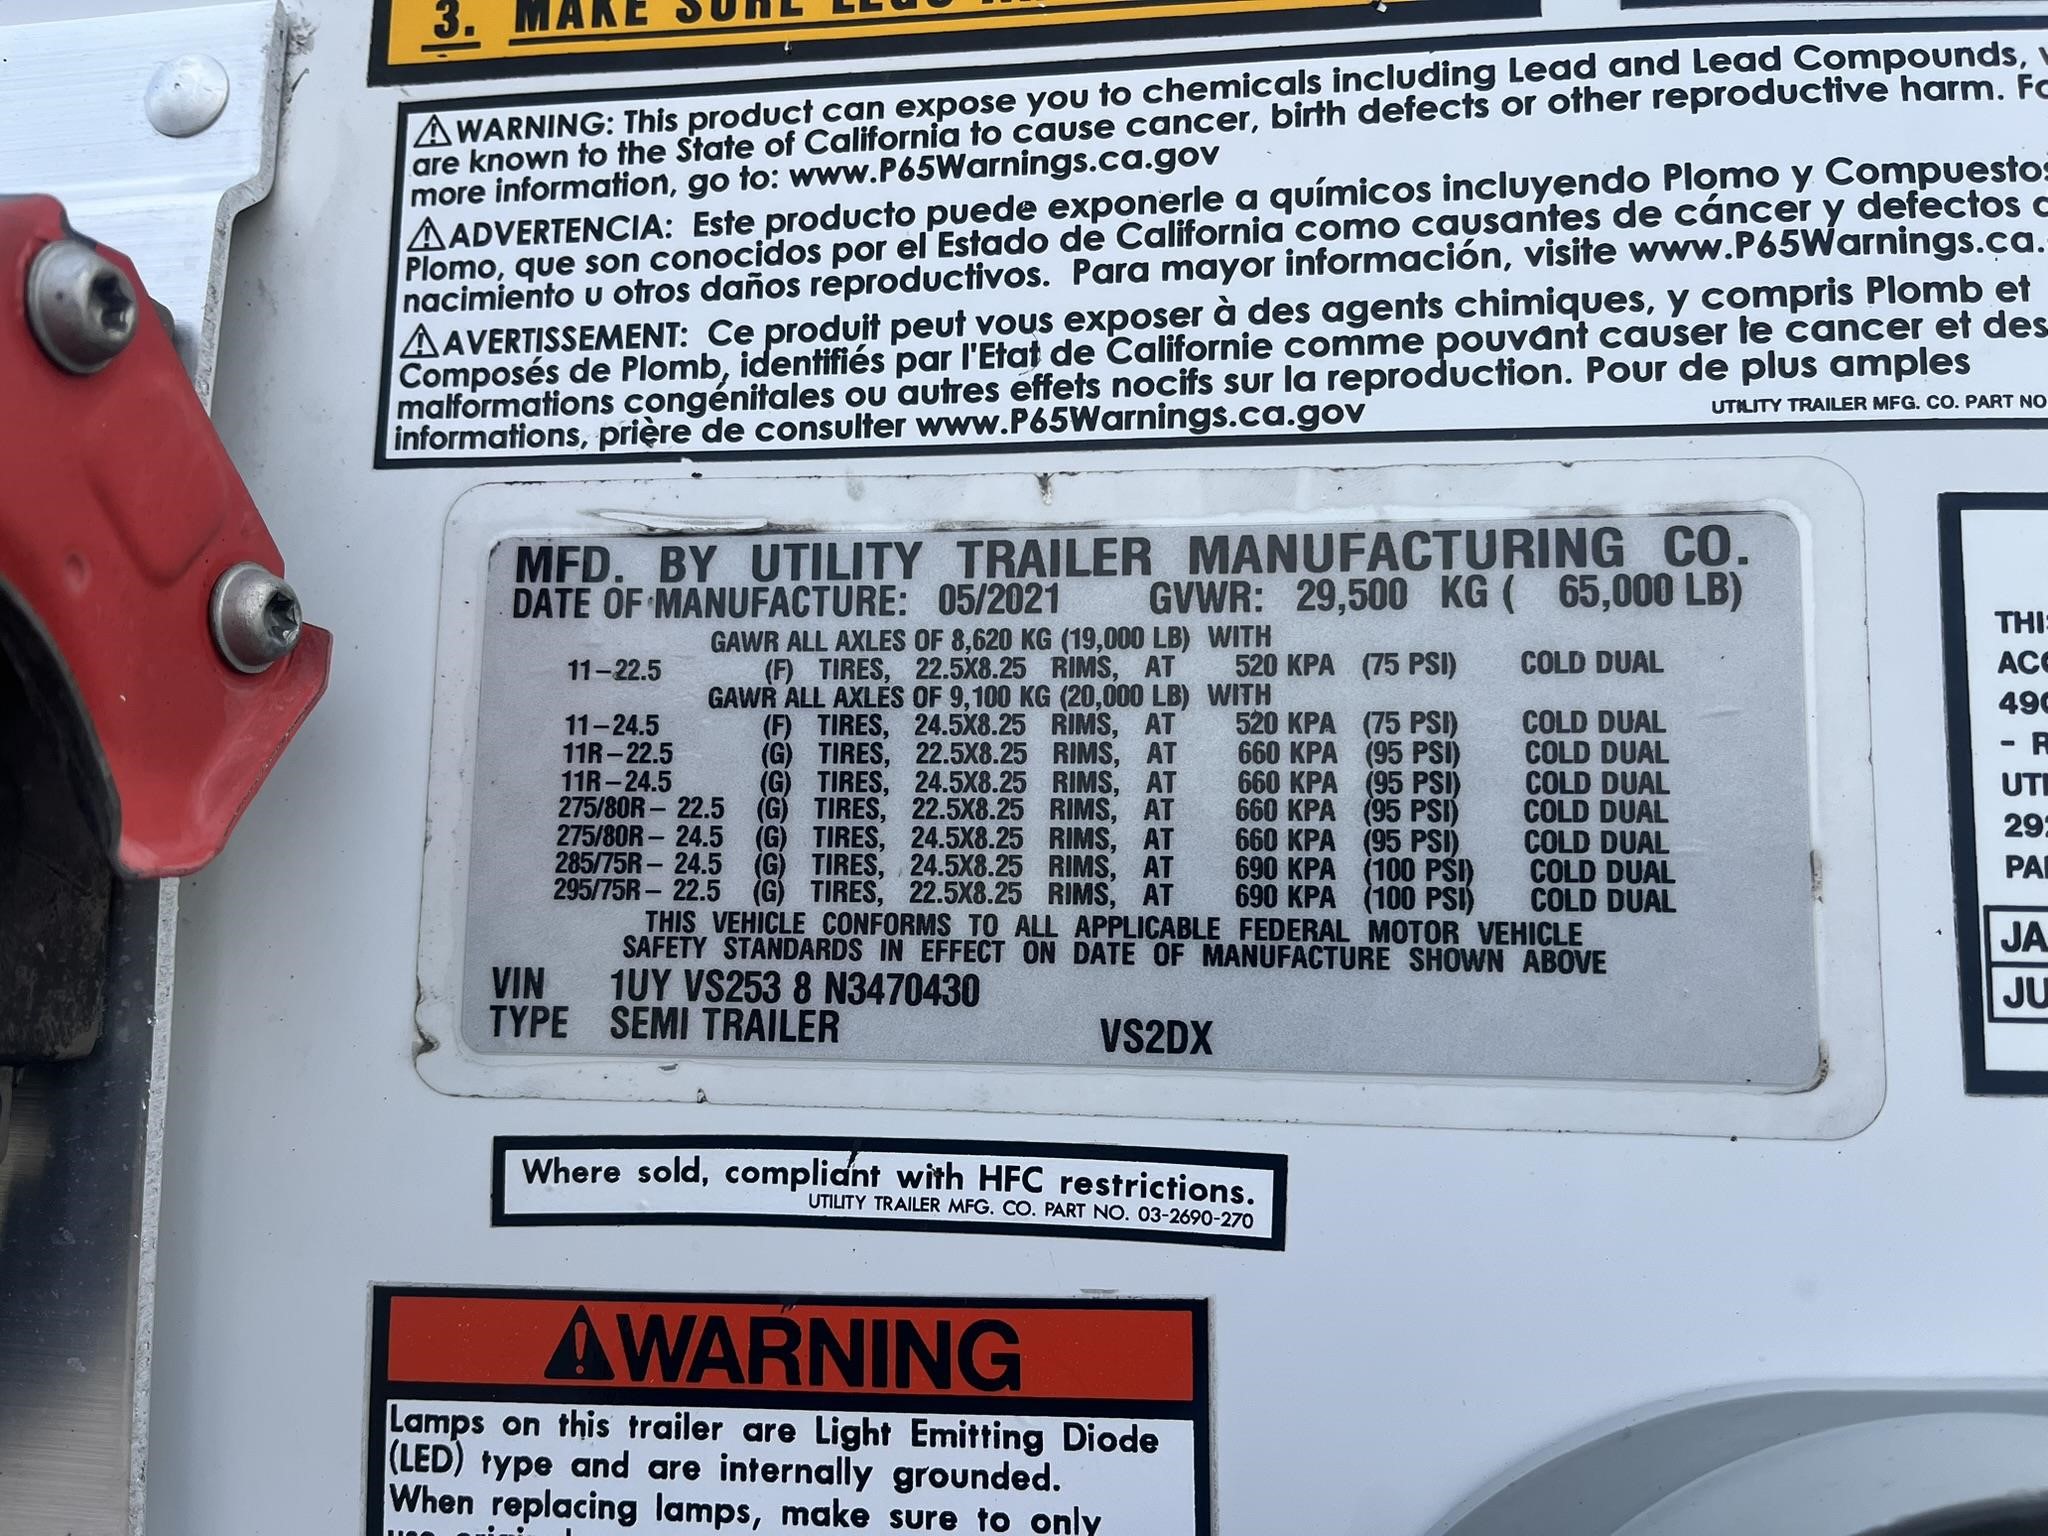 3. MAKE SURE
⚠WARNING: This product can expose you to chemicals including Lead and Lead Compounds,
are known to the State of California to cause cancer, birth defects or other reproductive harm.
more information, go to: www.P65Warnings.ca.gov
⚠ADVERTENCIA: Este producto puede exponerle a químicos incluyendo Plomo y Compuestos
Plomo, que son conocidos por el Estado de California como causantes de cáncer y defectos
nacimiento u otros daños reproductivos. Para mayor información, visite www.P65Warnings.ca.
⚠AVERTISSEMENT: Ce produit peut vous exposer à des agents chimiques, y compris Plomb et
Composés de Plomb, identifiés par l'Etat de Californie comme pouvant causer le cancer et des
malformations congénitales ou autres effets nocifs sur la reproduction. Pour de plus amples
informations, prière de consulter www.P65Warnings.ca.gov
UTILITY TRAILER MFG. CO. PART NO
MFD. BY UTILITY TRAILER MANUFACTURING CO.
DATE OF MANUFACTURE: 05/2021 GVWR: 29,500 KG ( 65,000 LB)
GAWR ALL AXLES OF 8,620 KG (19,000 LB) WITH
11-22.5 (F) TIRES, 22.5X8.25 RIMS, AT 520 KPA (75 PSI) COLD DUAL
GAWR ALL AXLES OF 9,100 KG (20,000 LB) WITH
11-24.5 (F) TIRES, 24.5X8.25 RIMS, AT 520 KPA (75 PSI) COLD DUAL
11R-22.5 (G) TIRES, 22.5X8.25 RIMS, AT 660 KPA (95 PSI) COLD DUAL
11R-24.5 (G) TIRES, 24.5X8.25 RIMS, AT 660 KPA (95 PSI) COLD DUAL
275/80R- 22.5 (G) TIRES, 22.5X8.25 RIMS, AT 660 KPA (95 PSI) COLD DUAL
275/80R- 24.5 (G) TIRES, 24.5X8.25 RIMS, AT 660 KPA (95 PSI) COLD DUAL
285/75R- 24.5 (G) TIRES, 24.5X8.25 RIMS, AT 690 KPA (100 PSI) COLD DUAL
295/75R- 22.5 (G) TIRES, 22.5X8.25 RIMS, AT 690 KPA (100 PSI) COLD DUAL
THIS VEHICLE CONFORMS TO ALL APPLICABLE FEDERAL MOTOR VEHICLE
SAFETY STANDARDS IN EFFECT ON DATE OF MANUFACTURE SHOWN ABOVE
VIN 1UY VS253 8 N3470430
TYPE SEMI TRAILER VS2DX
Where sold, compliant with HFC restrictions.
UTILITY TRAILER MFG. CO. PART NO. 03-2690-270
⚠WARNING
Lamps on this trailer are Light Emitting Diode
(LED) type and are internally grounded.
When replacing lamps, make sure to only